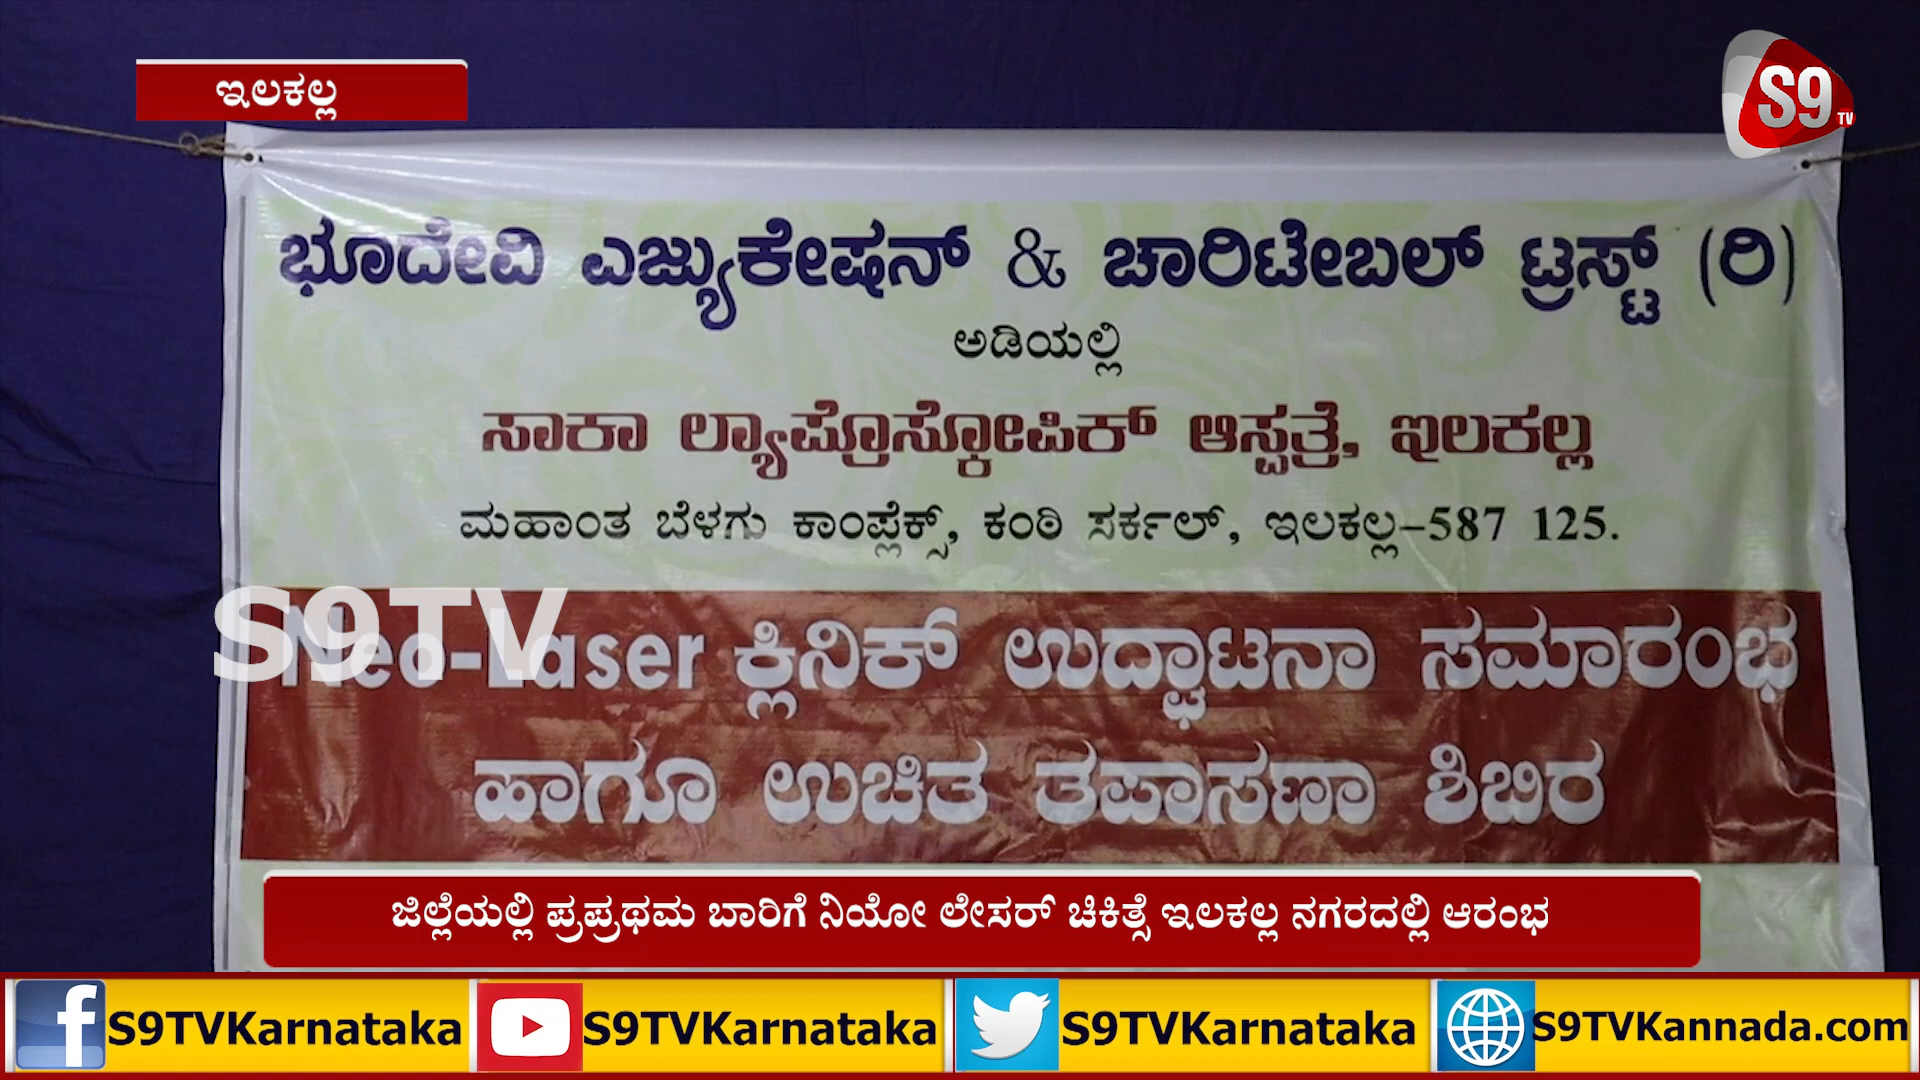 ಇಲಕಲ್ಲ
S9 TV
ಭೂದೇವಿ ಎಜ್ಯುಕೇಷನ್ & ಚಾರಿಟೇಬಲ್ ಟ್ರಸ್ಟ್ (ರಿ)
ಅಡಿಯಲ್ಲಿ
ಸಾಕಾ ಲ್ಯಾಪ್ರೊಸ್ಕೋಪಿಕ್ ಆಸ್ಪತ್ರೆ, ಇಲಕಲ್ಲ
ಮಹಾಂತ ಬೆಳಗು ಕಾಂಪ್ಲೆಕ್ಸ್, ಕಂಠಿ ಸರ್ಕಲ್, ಇಲಕಲ್ಲ-587 125.
S9TV
Neo-Laser ಕ್ಲಿನಿಕ್ ಉದ್ಘಾಟನಾ ಸಮಾರಂಭ
ಹಾಗೂ ಉಚಿತ ತಪಾಸಣಾ ಶಿಬಿರ
ಜಿಲ್ಲೆಯಲ್ಲಿ ಪ್ರಪ್ರಥಮ ಬಾರಿಗೆ ನಿಯೋ ಲೇಸರ್ ಚಿಕಿತ್ಸೆ ಇಲಕಲ್ಲ ನಗರದಲ್ಲಿ ಆರಂಭ
S9TVKarnataka S9TVKarnataka S9TVKarnataka S9TVKannada.com